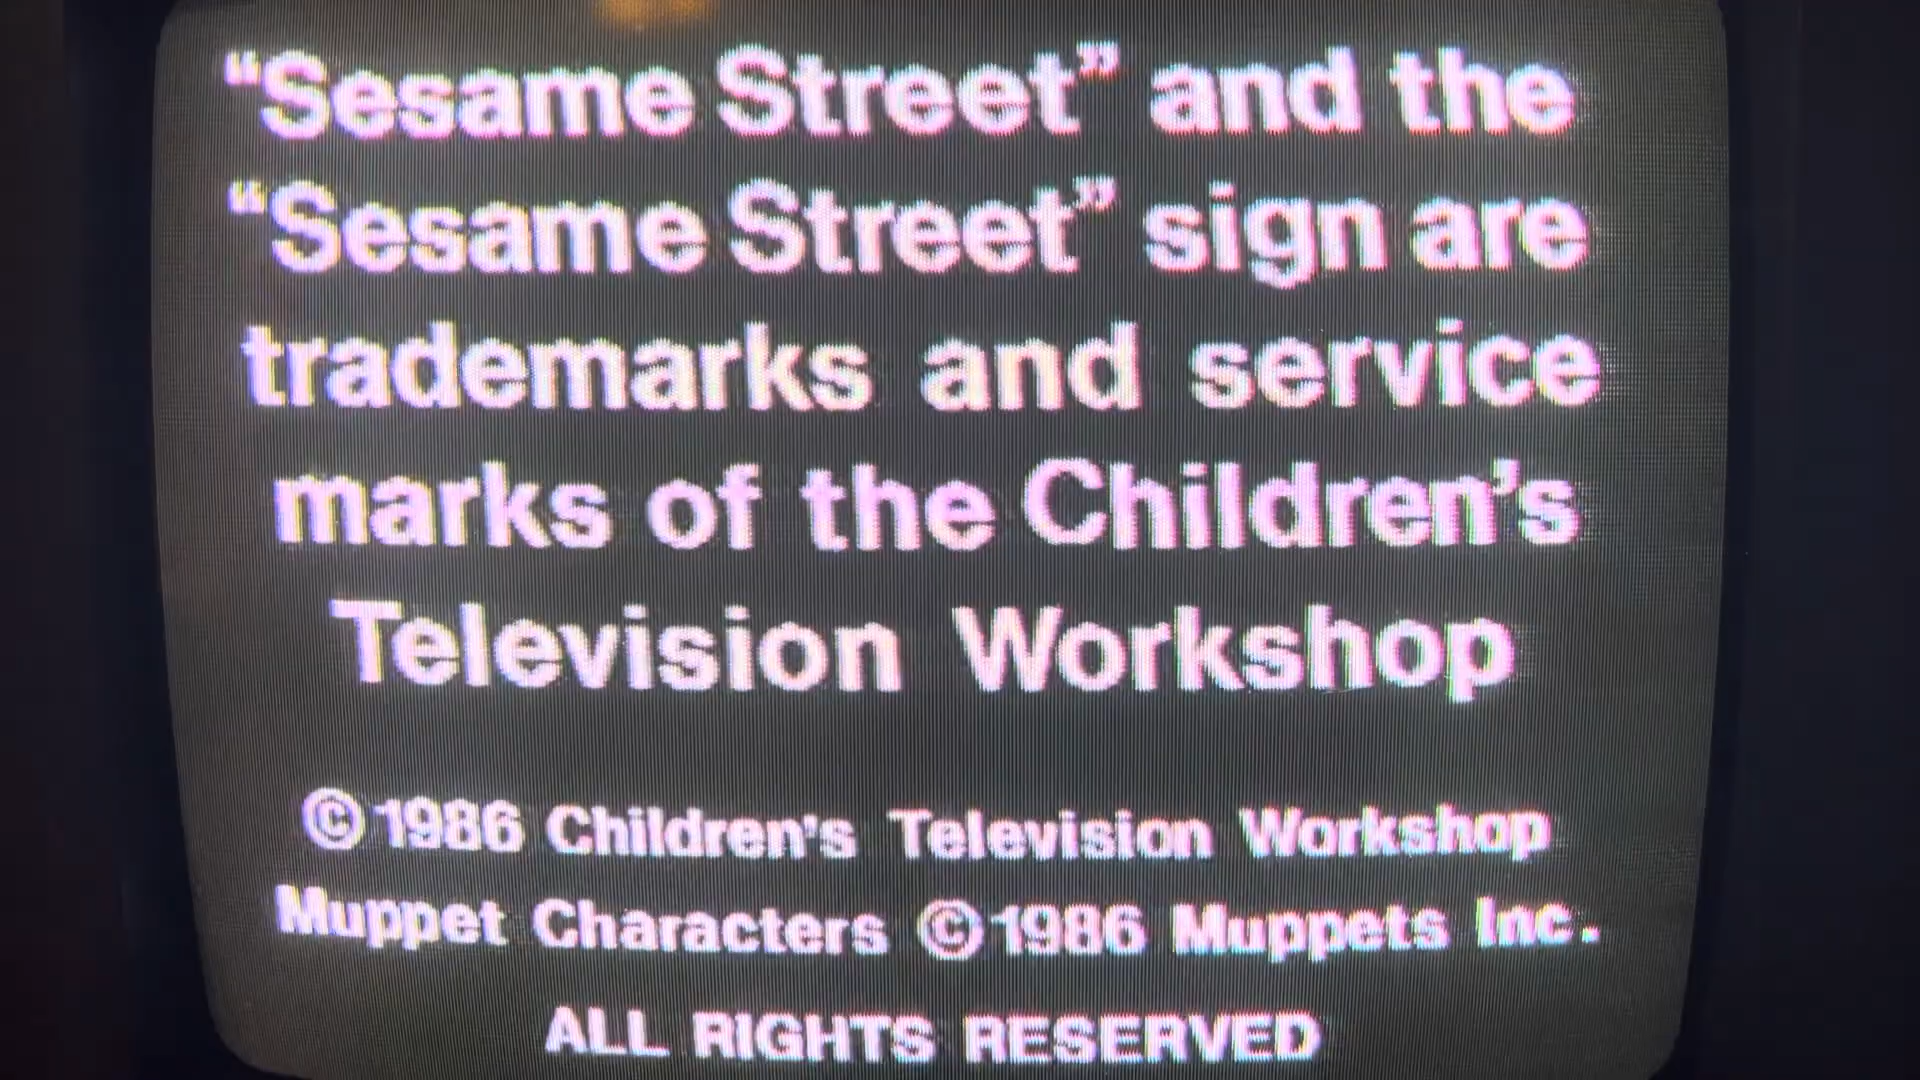 “Sesame Street” and the
“Sesame Street” sign are
trademarks and service
marks of the Children’s
Television Workshop
© 1986 Children's Television Workshop
Muppet Characters © 1986 Muppets Inc.
ALL RIGHTS RESERVED